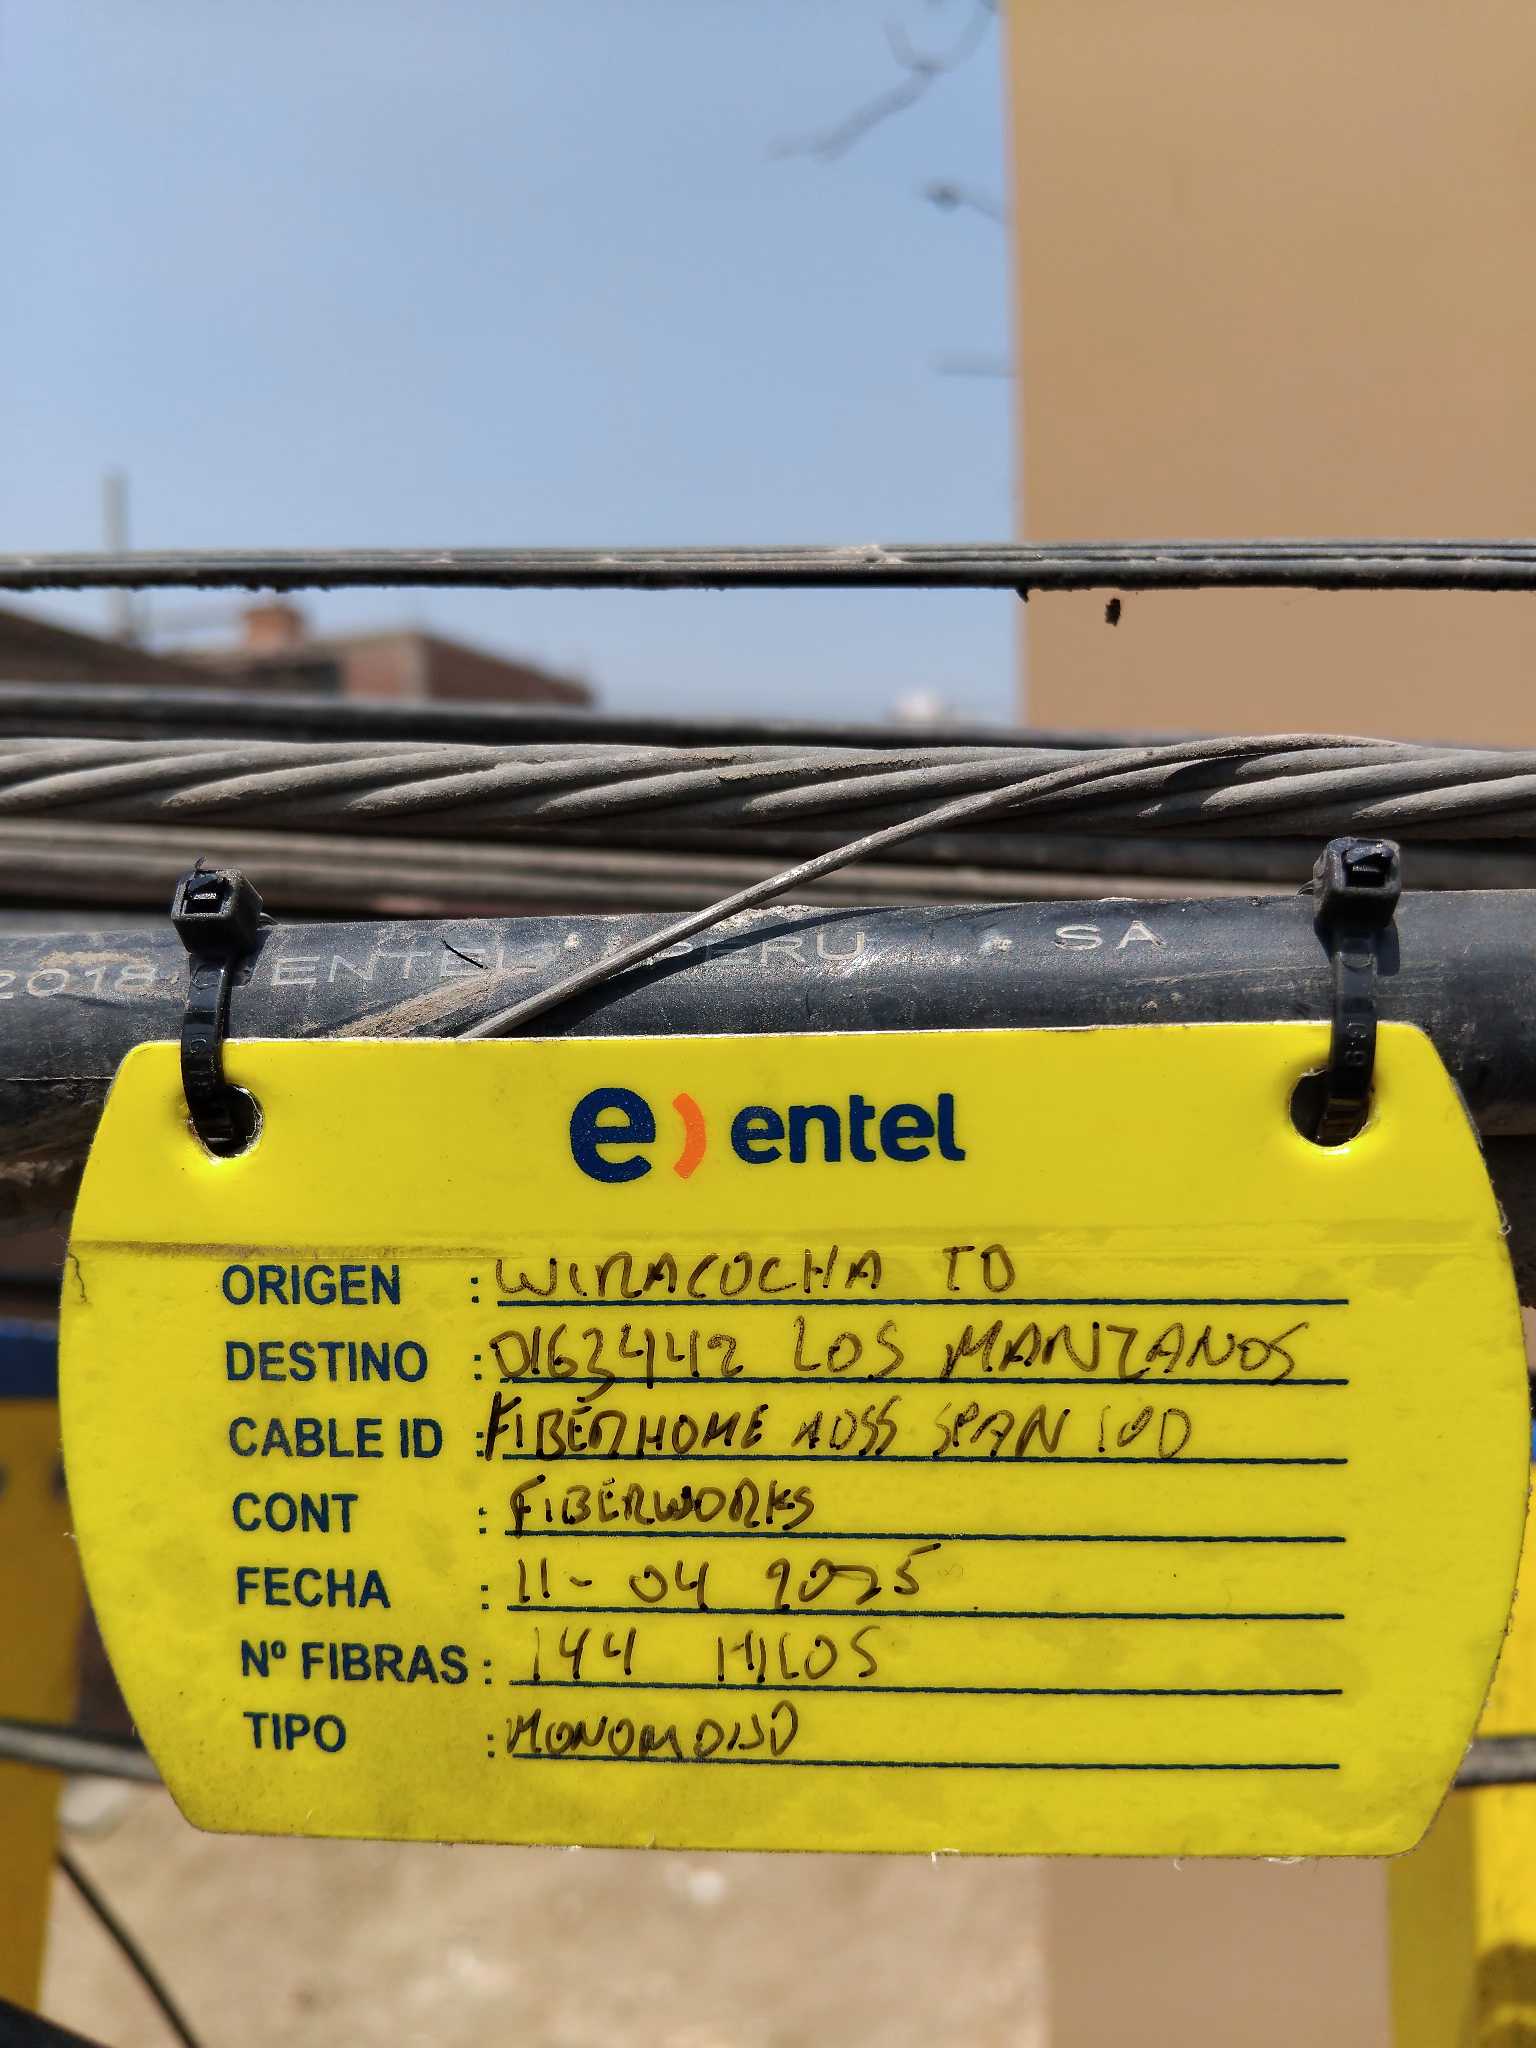 2018 ENTEL PERU SA
e) entel
ORIGEN : WIRACOCHA TD
DESTINO : 0163442 LOS MANZANOS
CABLE ID : FIBERHOME ADSS SPAN 100
CONT : FIBERWORKS
FECHA : 11-04 2025
Nº FIBRAS : 144 HILOS
TIPO : MONOMODO